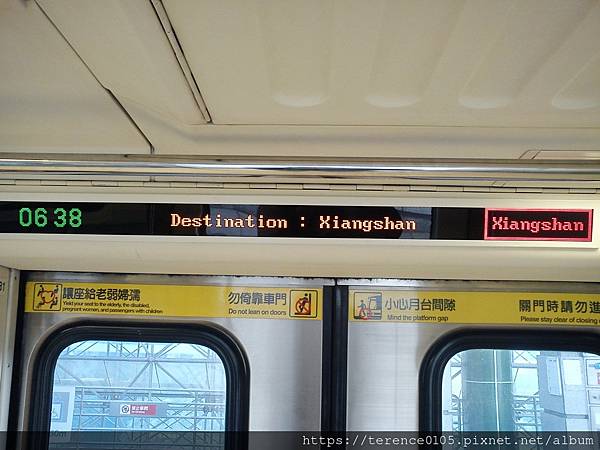 06 38
Destination : Xiangshan
Xiangshan
讓座給老弱婦孺
Yield your seat to the elderly, the disabled,
pregnant women, and passengers with children
勿倚靠車門
Do not lean on doors
小心月台間隙
Mind the platform gap
關門時請勿進
Please stay clear of closing
https://terence0105.pixnet.net/album